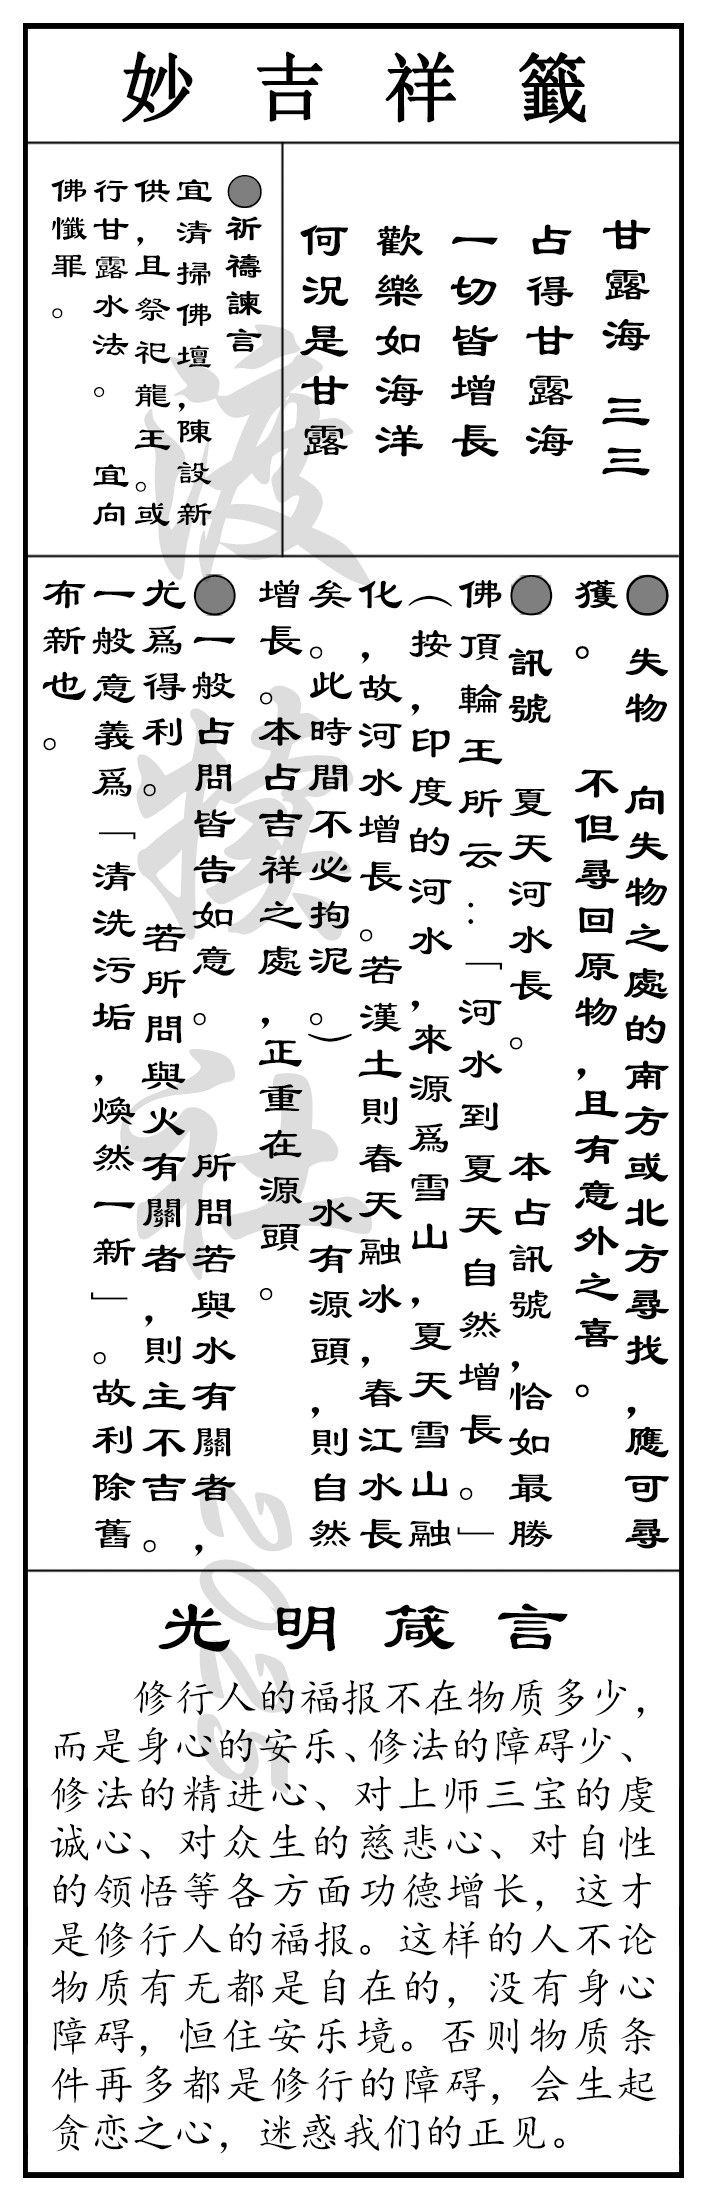 妙吉祥籤
甘露海 三三
占得甘露海
一切皆增長
歡樂如海洋
何況是甘露
●祈禱諫言
宜清掃佛壇，陳設新
供，且祭祀龍王。或
行甘露水法。 宜向
佛懺罪。
● 失物 向失物之處的南方或北方尋找，應可尋
獲。 不但尋回原物，且有意外之喜。
● 訊號 夏天河水長。 本占訊號，恰如最勝
佛頂輪王所云：「河水到夏天自然增長。」
（按，印度的河水，來源爲雪山，夏天雪山融
化，故河水增長。若漢土則春天融冰，春江水長
矣。此時間不必拘泥。） 水有源頭，則自然
增長。本占吉祥之處，正重在源頭。
●一般占問皆告如意。 所問若與水有關者，
尤爲得利。 若所問與火有關者，則主不吉。
一般意義爲「清洗污垢，煥然一新」。故利除舊
布新也。
光明箴言
修行人的福报不在物质多少，
而是身心的安乐、修法的障碍少、
修法的精进心、对上师三宝的虔
诚心、对众生的慈悲心、对自性
的领悟等各方面功德增长，这才
是修行人的福报。这样的人不论
物质有无都是自在的，没有身心
障碍，恒住安乐境。否则物质条
件再多都是修行的障碍，会生起
贪恋之心，迷惑我们的正见。
渡 社 2025